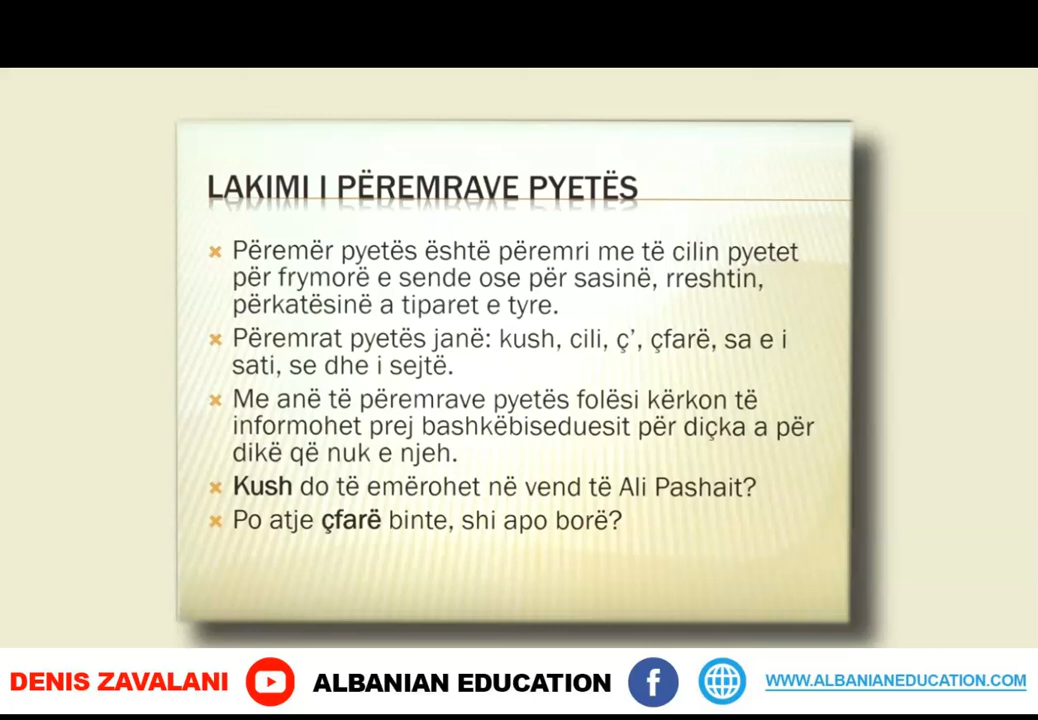 LAKIMI I PËREMRAVE PYETËS
Përemër pyetës është përemri me të cilin pyetet
për frymorë e sende ose për sasinë, rreshtin,
përkatësinë a tiparet e tyre.
Përemrat pyetës janë: kush, cili, ç’, çfarë, sa e i
sati, se dhe i sejtë.
Me anë të përemrave pyetës folësi kërkon të
informohet prej bashkëbiseduesit për diçka a për
dikë që nuk e njeh.
Kush do të emërohet në vend të Ali Pashait?
Po atje çfarë binte, shi apo borë?
DENIS ZAVALANI ALBANIAN EDUCATION WWW.ALBANIANEDUCATION.COM